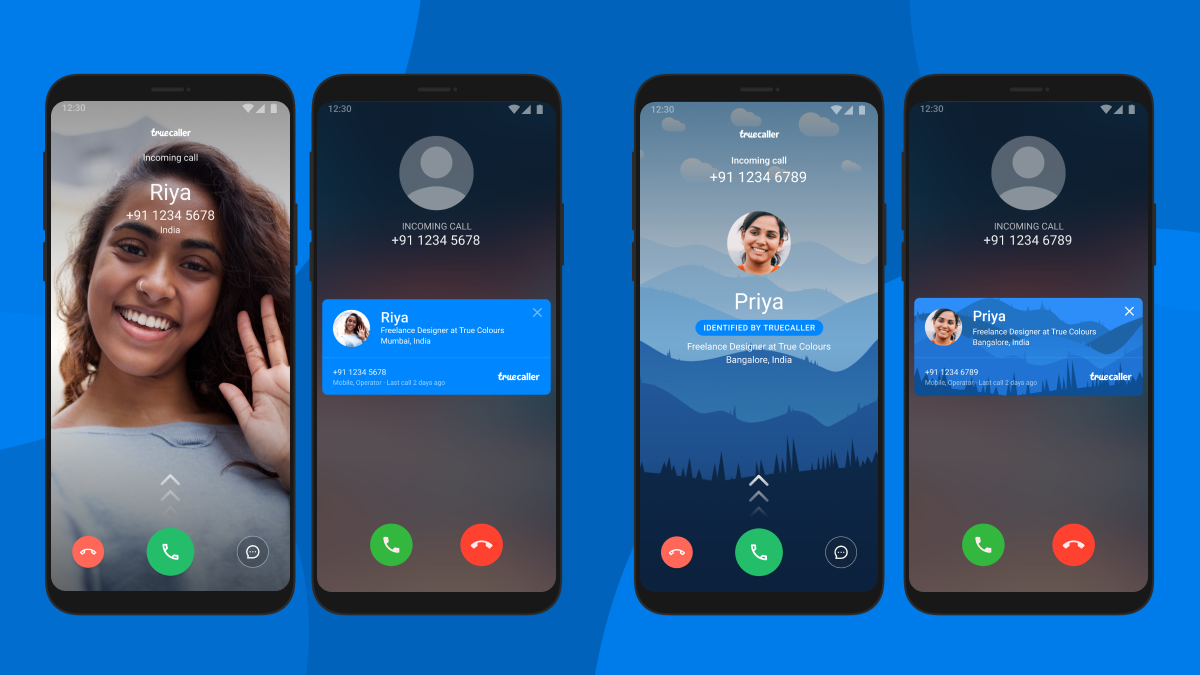 12:30
truecaller
Incoming call
Riya
+91 1234 5678
India
12:30
INCOMING CALL
+91 1234 5678
Riya
Freelance Designer at True Colours
Mumbai, India
+91 1234 5678
Mobile, Operator · Last call 2 days ago
truecaller
12:30
truecaller
Incoming call
+91 1234 6789
Priya
IDENTIFIED BY TRUECALLER
Freelance Designer at True Colours
Bangalore, India
12:30
INCOMING CALL
+91 1234 6789
Priya
Freelance Designer at True Colours
Bangalore, India
+91 1234 6789
Mobile, Operator · Last call 2 days ago
truecaller